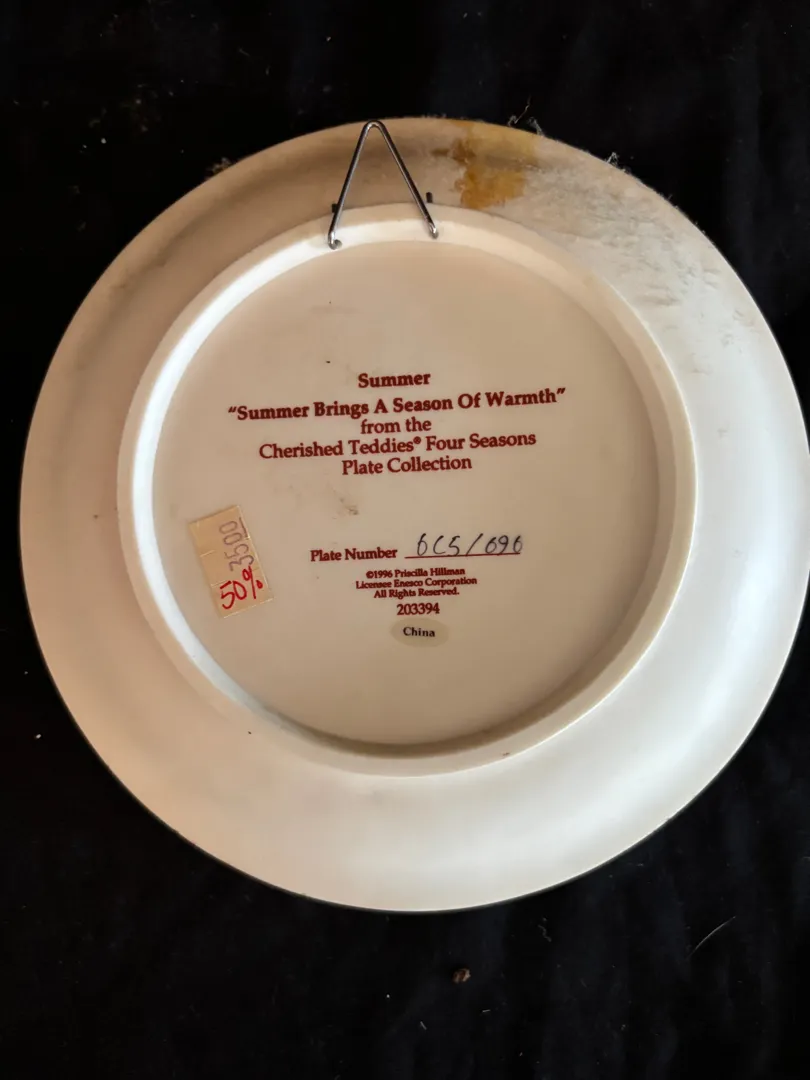 Summer
“Summer Brings A Season Of Warmth”
from the
Cherished Teddies® Four Seasons
Plate Collection
Plate Number 6C5/696
©1996 Priscilla Hillman
Licensee Enesco Corporation
All Rights Reserved.
203394
China
3500
50%